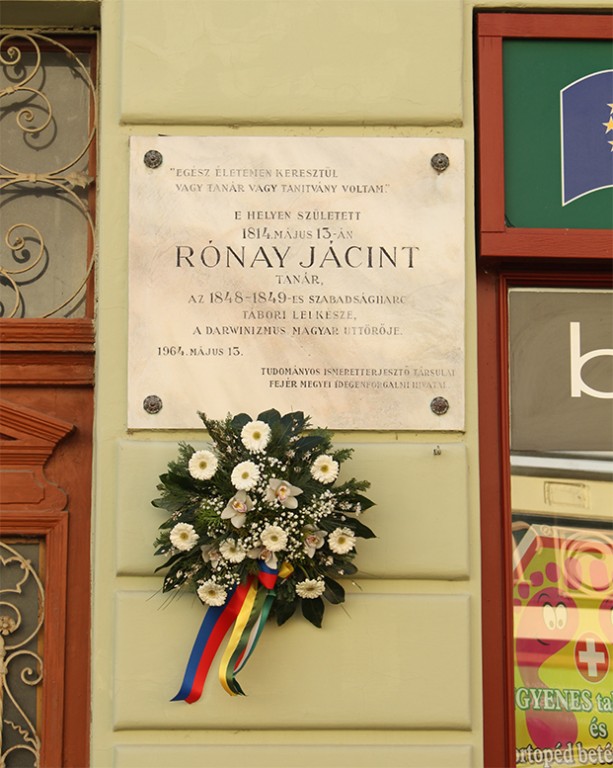 "EGÉSZ ÉLETEMEN KERESZTÜL
VAGY TANÁR VAGY TANITVÁNY VOLTAM."
E HELYEN SZÜLETETT
1814. MÁJUS 13-ÁN
RÓNAY JÁCINT
TANÁR,
AZ 1848-1849-ES SZABADSÁGHARC
TÁBORI LELKÉSZE,
A DARWINIZMUS MAGYAR ÚTTÖRŐJE.
1964. MÁJUS 13.
TUDOMÁNYOS ISMERETTERJESZTŐ TÁRSULAT
FEJÉR MEGYEI IDEGENFORGALMI HIVATAL
b
GYENES
és
ortopéd